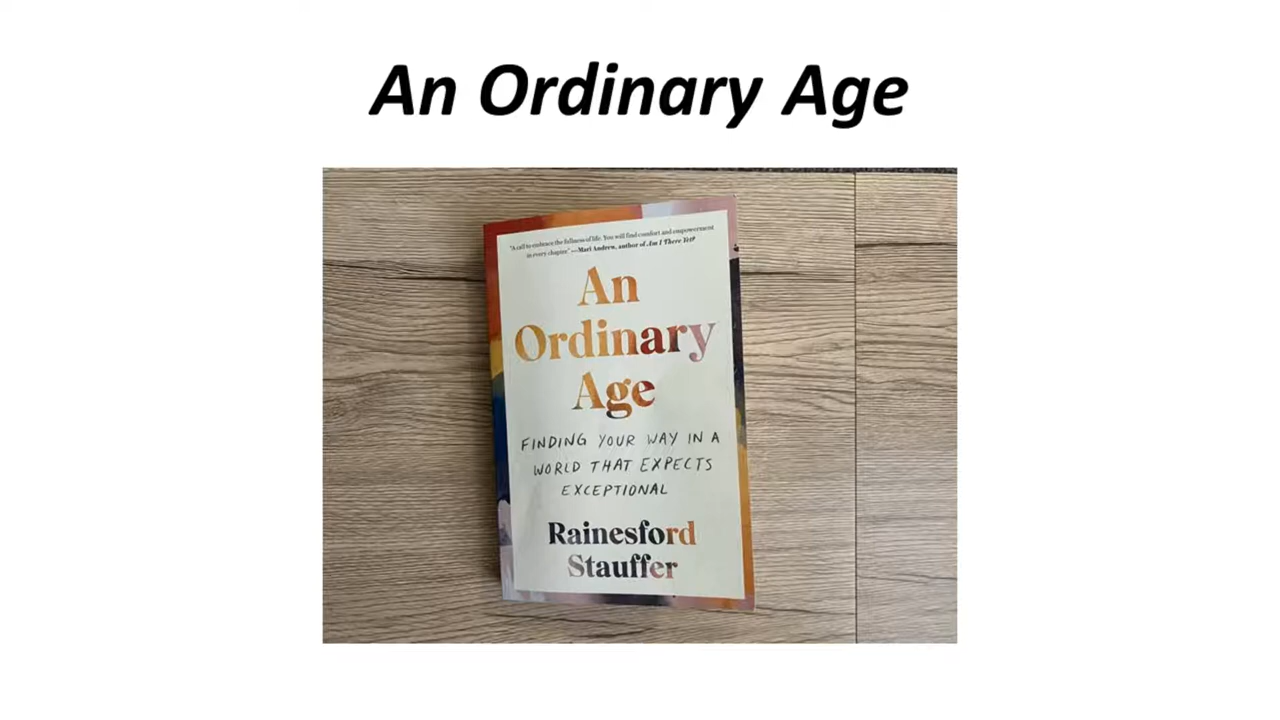 An Ordinary Age
"A call to embrace the fullness of life. You will find comfort and empowerment
in every chapter." —Mari Andrew, author of Am I There Yet?
An
Ordinary
Age
FINDING YOUR WAY IN A
WORLD THAT EXPECTS
EXCEPTIONAL
Rainesford
Stauffer